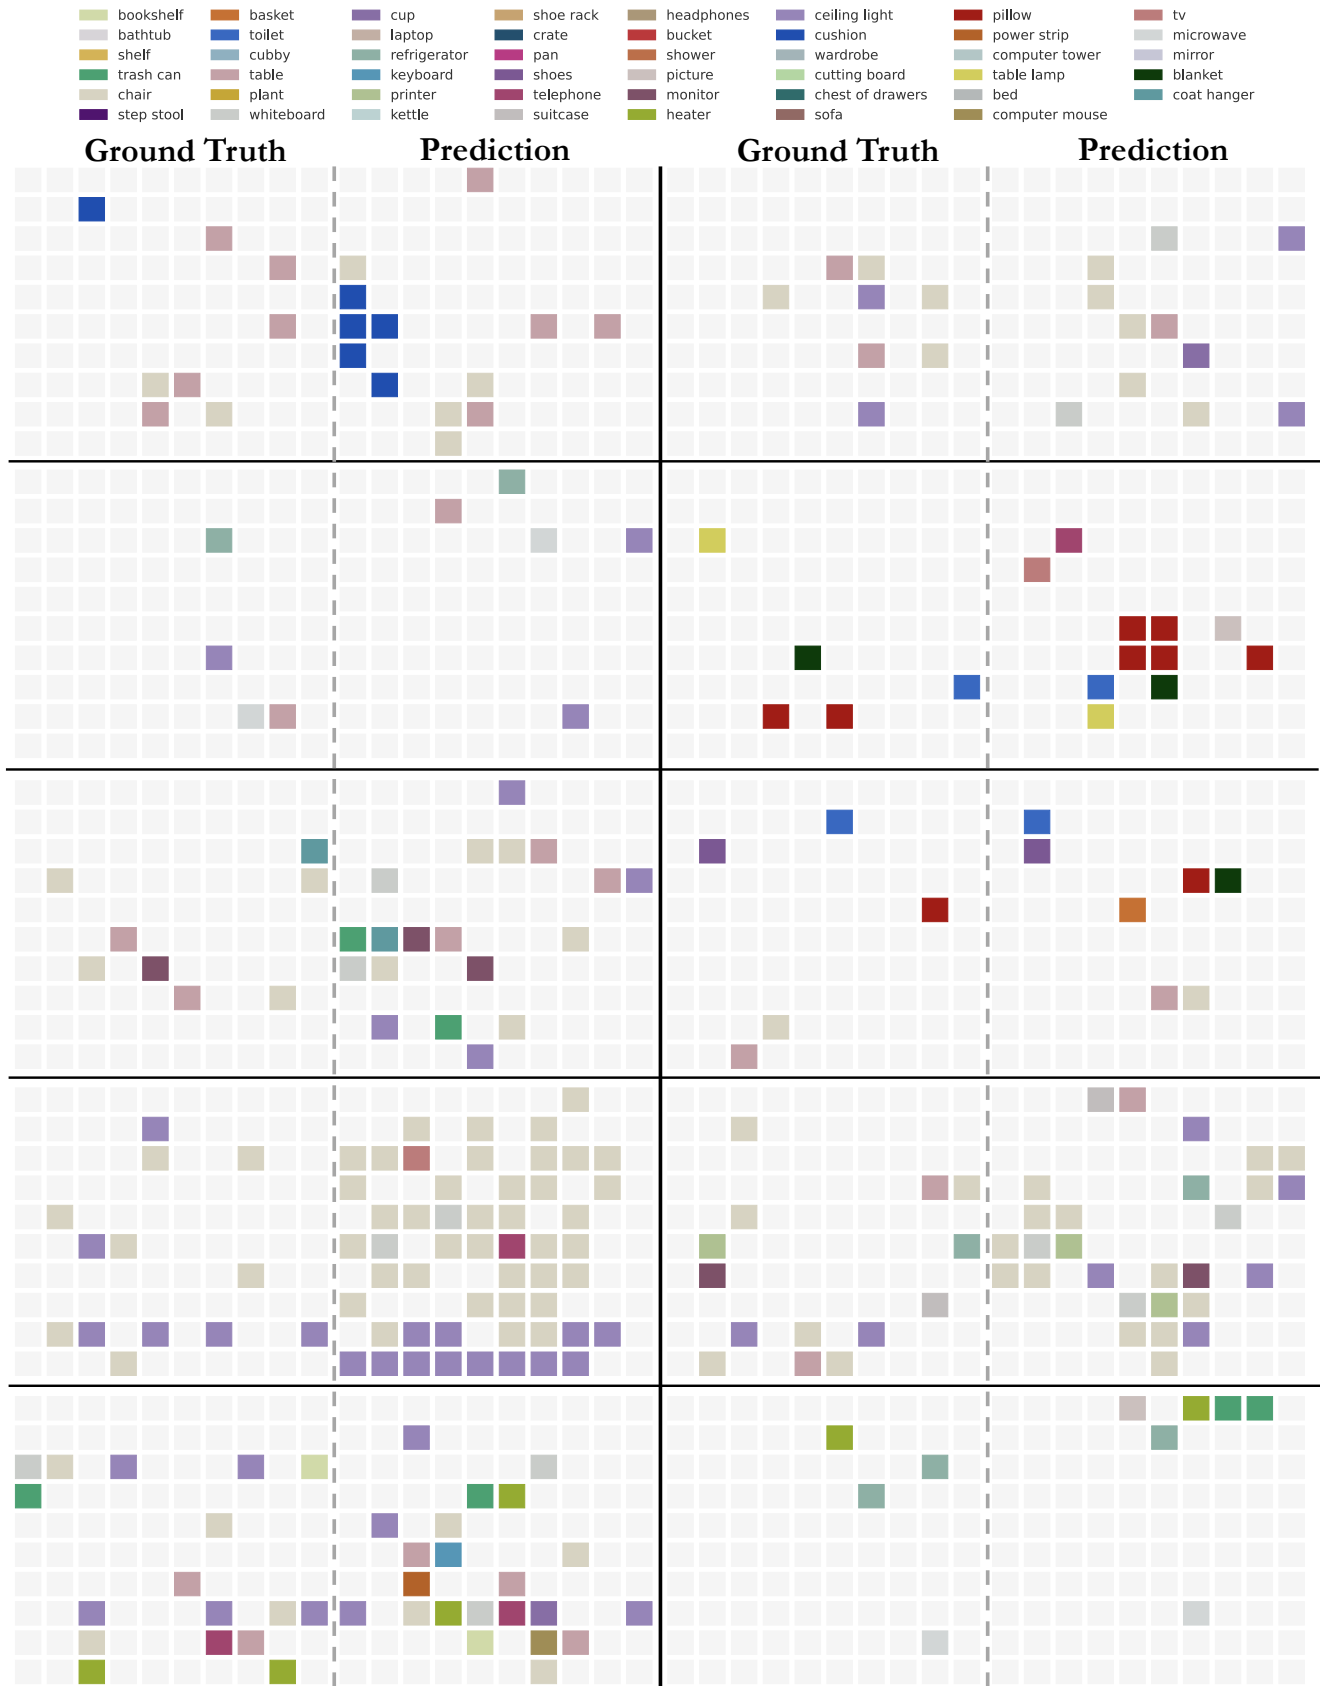 bookshelf basket cup shoe rack headphones ceiling light pillow tv
bathtub toilet laptop crate bucket cushion power strip microwave
shelf cubby refrigerator pan shower wardrobe computer tower mirror
trash can table keyboard shoes picture cutting board table lamp blanket
chair plant printer telephone monitor chest of drawers bed coat hanger
step stool whiteboard kettle suitcase heater sofa computer mouse
Ground Truth Prediction Ground Truth Prediction